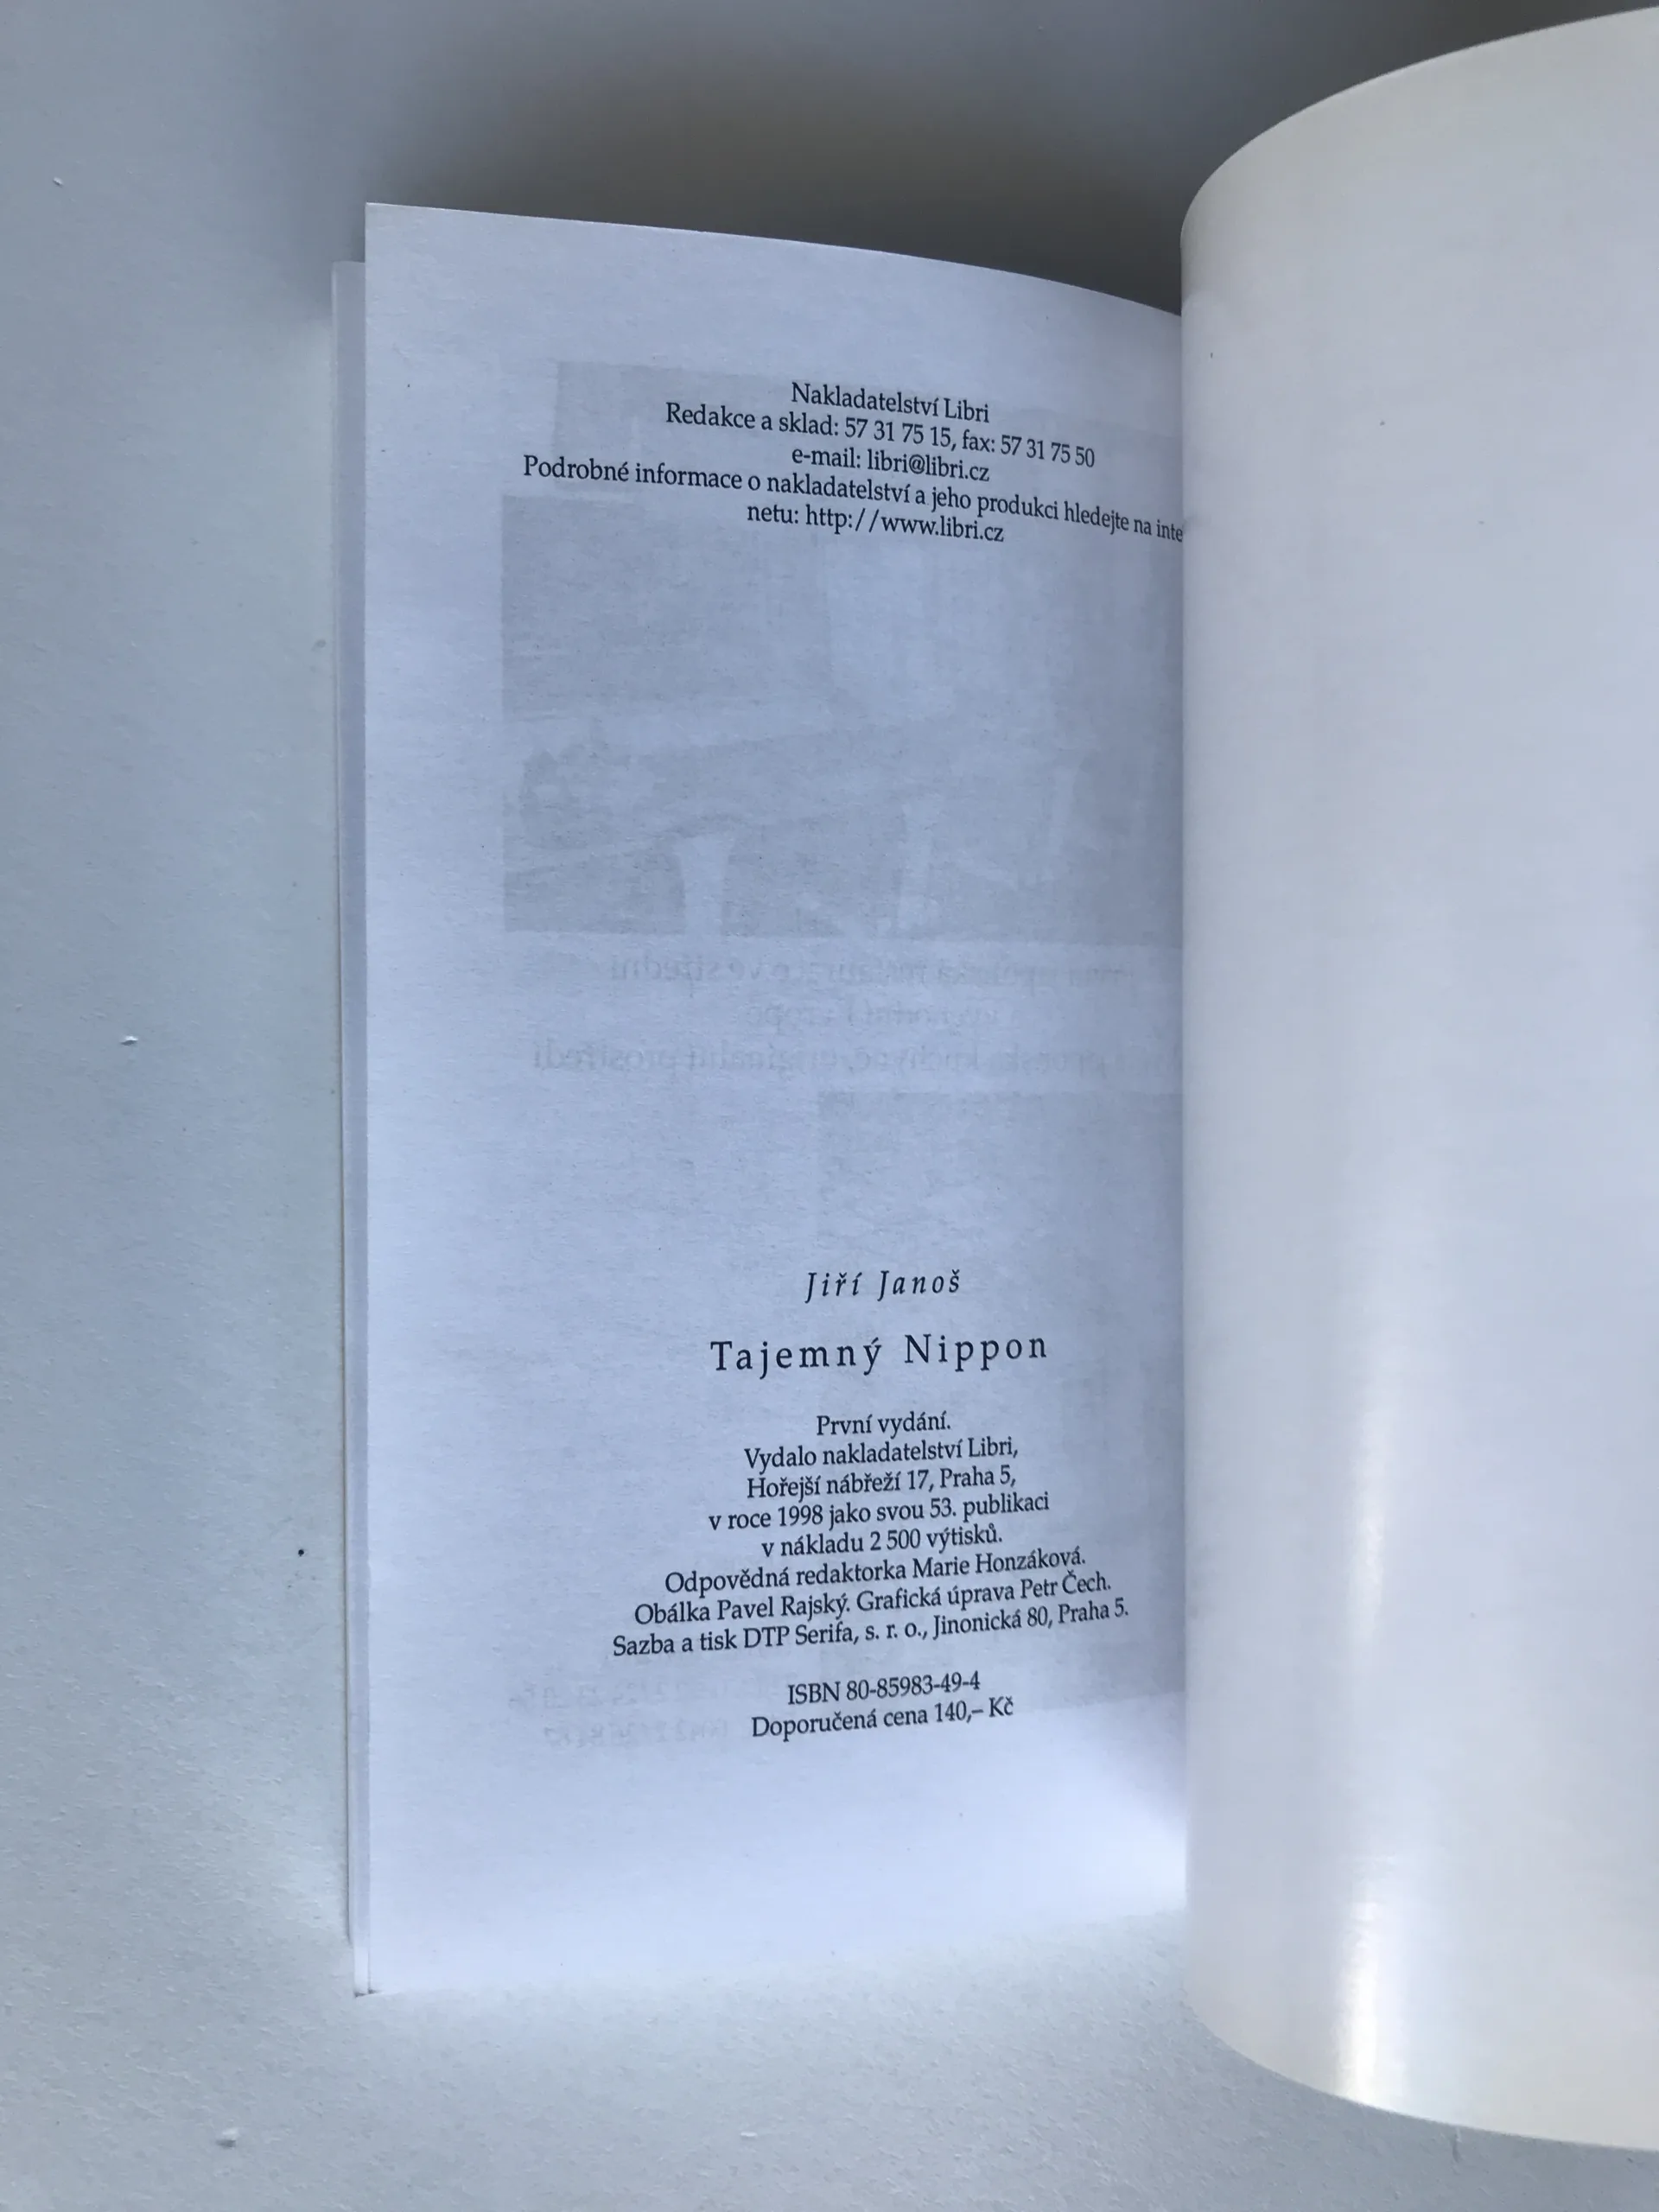 Nakladatelství Libri
Redakce a sklad: 57 31 75 15, fax: 57 31 75 50
e-mail: libri@libri.cz
Podrobné informace o nakladatelství a jeho produkci hledejte na inte
netu: http://www.libri.cz
Jiří Janoš
Tajemný Nippon
První vydání.
Vydalo nakladatelství Libri,
Hořejší nábřeží 17, Praha 5,
v roce 1998 jako svou 53. publikaci
v nákladu 2 500 výtisků.
Odpovědná redaktorka Marie Honzáková.
Obálka Pavel Rajský. Grafická úprava Petr Čech.
Sazba a tisk DTP Serifa, s. r. o., Jinonická 80, Praha 5.
ISBN 80-85983-49-4
Doporučená cena 140,– Kč